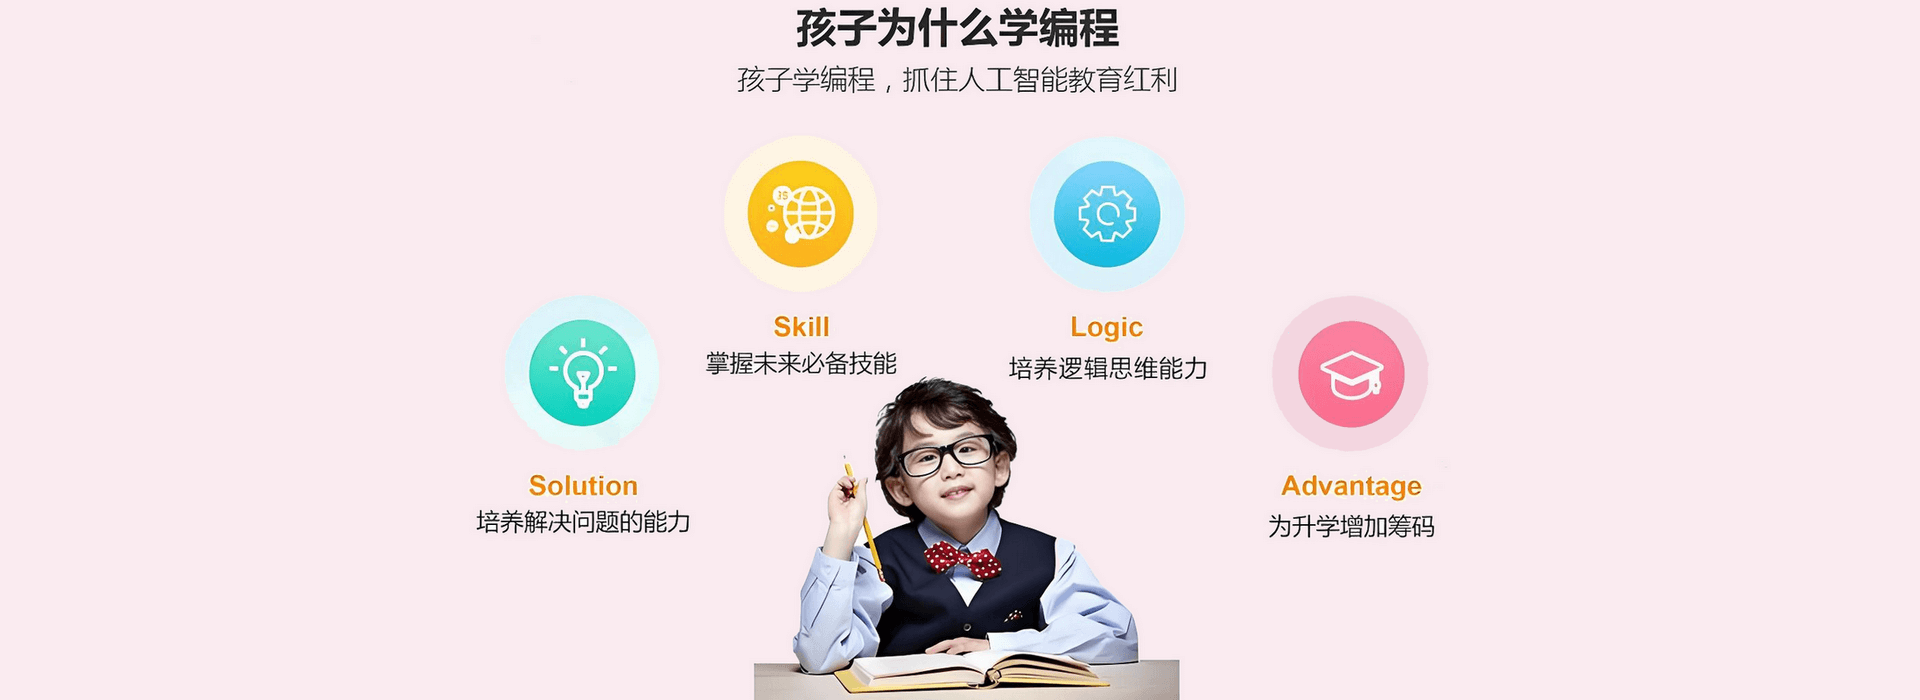 孩子为什么学编程
孩子学编程，抓住人工智能教育红利
Skill
掌握未来必备技能
Logic
培养逻辑思维能力
Solution
培养解决问题的能力
Advantage
为升学增加筹码